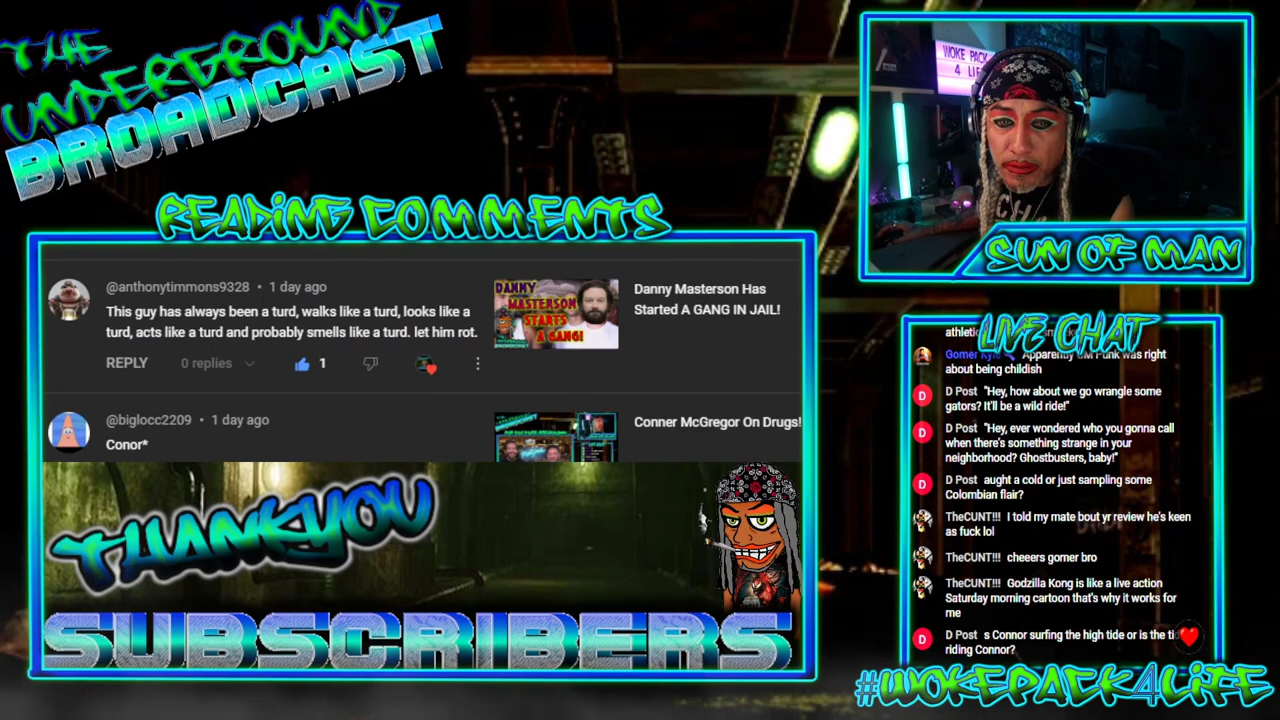 THE
UNDERGROUND
BROADCAST
READING COMMENTS
@anthonytimmons9328 • 1 day ago
This guy has always been a turd, walks like a turd, looks like a
turd, acts like a turd and probably smells like a turd. let him rot.
REPLY 0 replies 1
DANNY
MASTERSON
STARTS
A GANG!
Danny Masterson Has
Started A GANG IN JAIL!
@biglocc2209 • 1 day ago
Conor*
Conner McGregor On Drugs!
THANKYOU
SUBSCRIBERS
WOKE PACK
4 LIF
CH
SUN OF MAN
LIVE CHAT
athletic
Gomer Kyle Apparently CM Punk was right
about being childish
D Post "Hey, how about we go wrangle some
gators? It'll be a wild ride!"
D Post "Hey, ever wondered who you gonna call
when there's something strange in your
neighborhood? Ghostbusters, baby!"
D Post aught a cold or just sampling some
Colombian flair?
TheCUNT!!! I told my mate bout yr review he's keen
as fuck lol
TheCUNT!!! cheeers gomer bro
TheCUNT!!! Godzilla Kong is like a live action
Saturday morning cartoon that's why it works for
me
D Post s Connor surfing the high tide or is the ti
riding Connor?
#WOKEPACK4LIFE